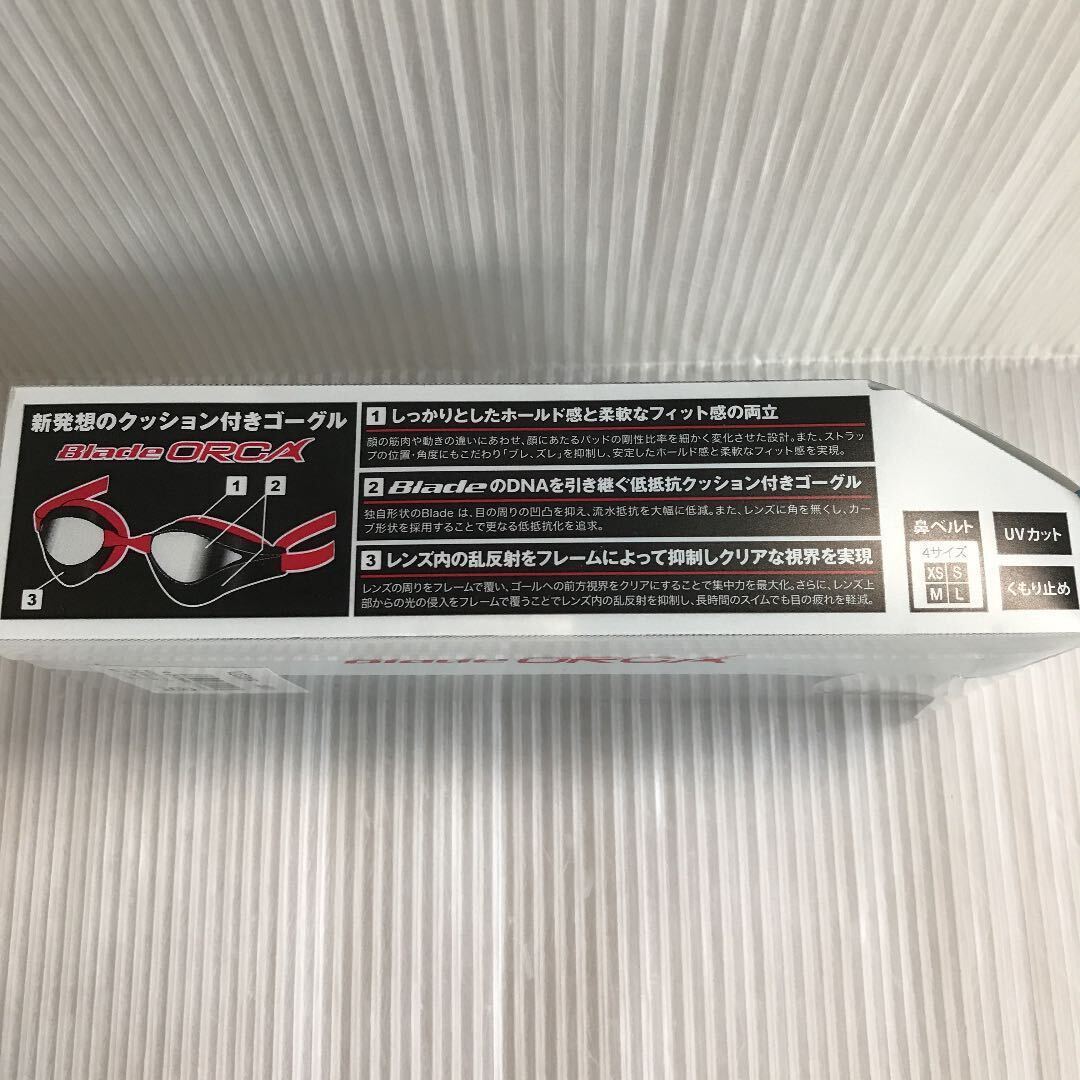 新発想のクッション付きゴーグル
Blade ORCA
1
2
3
1 しっかりとしたホールド感と柔軟なフィット感の両立
顔の筋肉や動きの違いにあわせ、顔にあたるパッドの剛性比率を細かく変化させた設計。また、ストラッ
プの位置・角度にもこだわり「ブレ、ズレ」を抑制し、安定したホールド感と柔軟なフィット感を実現。
2 BladeのDNAを引き継ぐ低抵抗クッション付きゴーグル
独自形状のBlade は、目の周りの凹凸を抑え、流水抵抗を大幅に低減。また、レンズに角を無くし、カー
ブ形状を採用することで更なる低抵抗化を追求。
3 レンズ内の乱反射をフレームによって抑制しクリアな視界を実現
レンズの周りをフレームで覆い、ゴールへの前方視界をクリアにすることで集中力を最大化。さらに、レンズ上
部からの光の侵入をフレームで覆うことでレンズ内の乱反射を抑制し、長時間のスイムでも目の疲れを軽減。
鼻ベルト
4サイズ
XS S
M L
UVカット
くもり止め
Blade ORCA